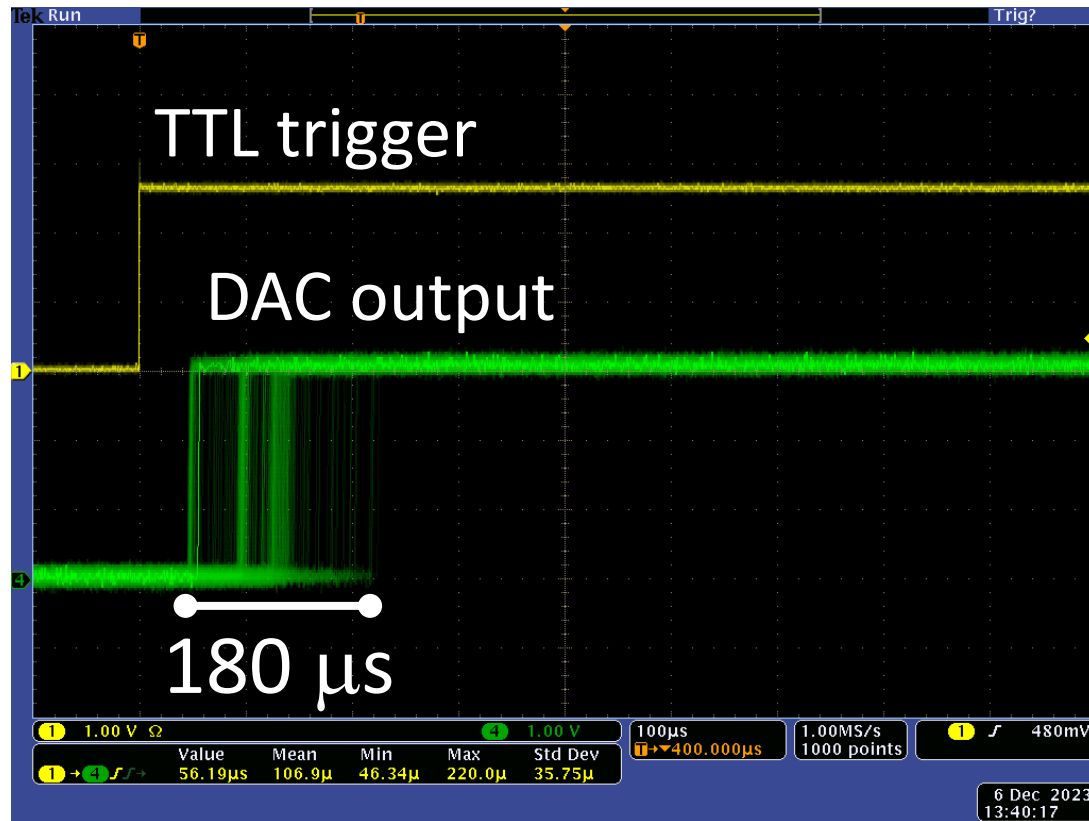 Tek Run Trig?
T
T
TTL trigger
DAC output
1
4
180 μs
1 1.00 V Ω 4 1.00 V 100µs 1.00MS/s 1 480mV
T→▼400.000µs 1000 points
Value Mean Min Max Std Dev
1 → 4 56.19µs 106.9µ 46.34µ 220.0µ 35.75µ
6 Dec 2023
13:40:17